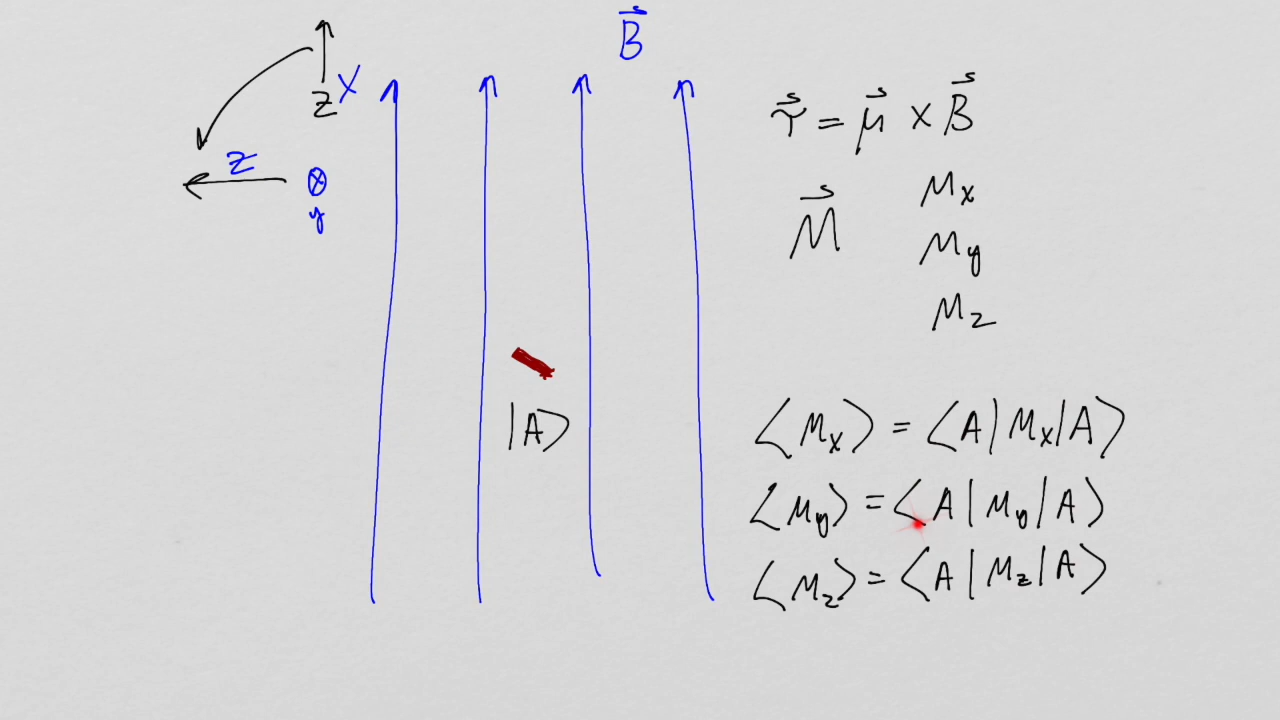 B⃗
z x
z
⊗
y
τ⃗ = μ⃗ × B⃗
M⃗
μx
μy
μz
|A⟩
⟨μx⟩ = ⟨A|μx|A⟩
⟨μy⟩ = ⟨A|μy|A⟩
⟨μz⟩ = ⟨A|μz|A⟩